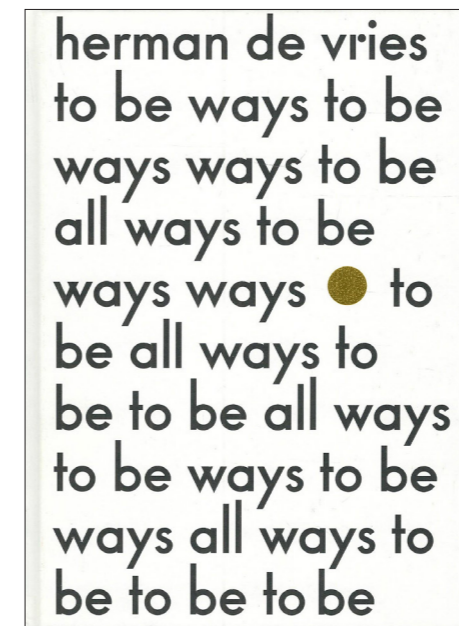 herman de vries
to be ways to be
ways ways to be
all ways to be
ways ways to
be all ways to
be to be all ways
to be ways to be
ways all ways to
be to be to be